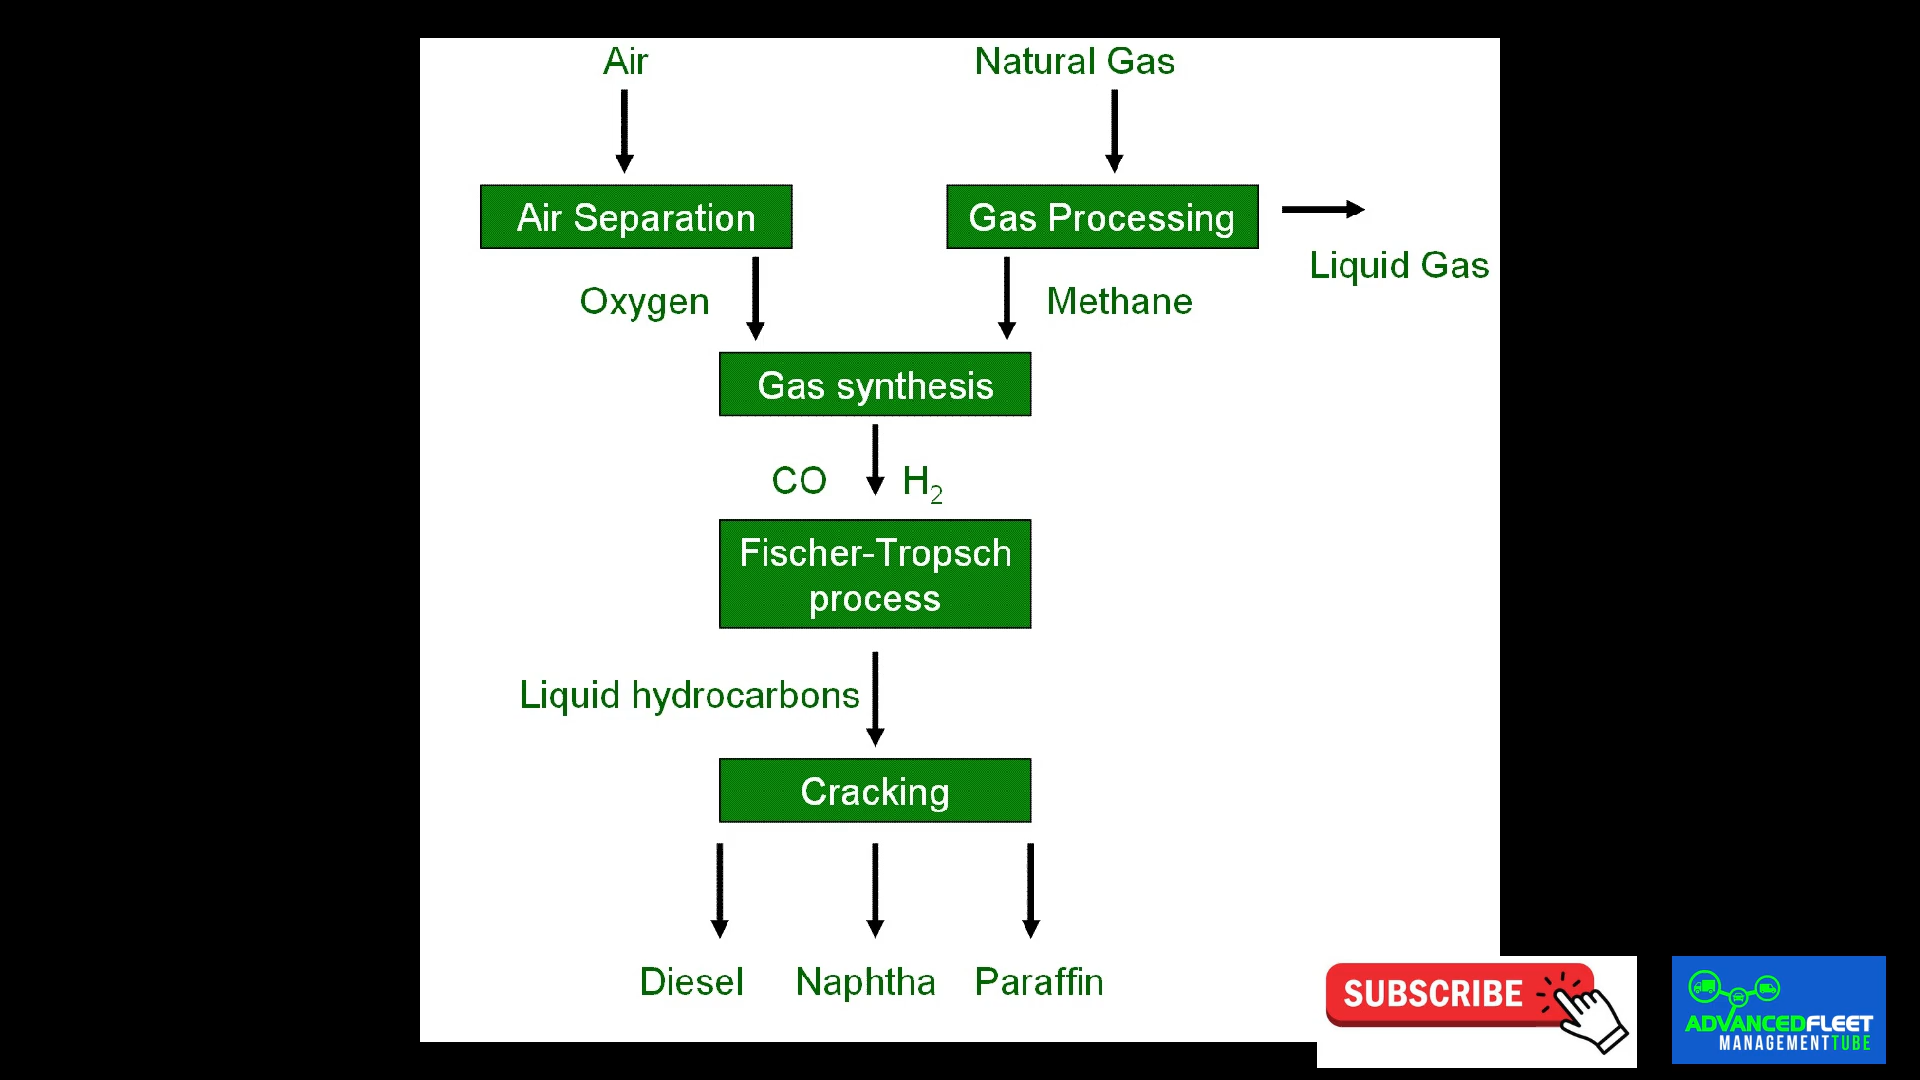 Air
Natural Gas
Air Separation
Gas Processing
Liquid Gas
Oxygen
Methane
Gas synthesis
CO
H₂
Fischer-Tropsch
process
Liquid hydrocarbons
Cracking
Diesel
Naphtha
Paraffin
SUBSCRIBE
ADVANCEDFLEET
MANAGEMENTTUBE